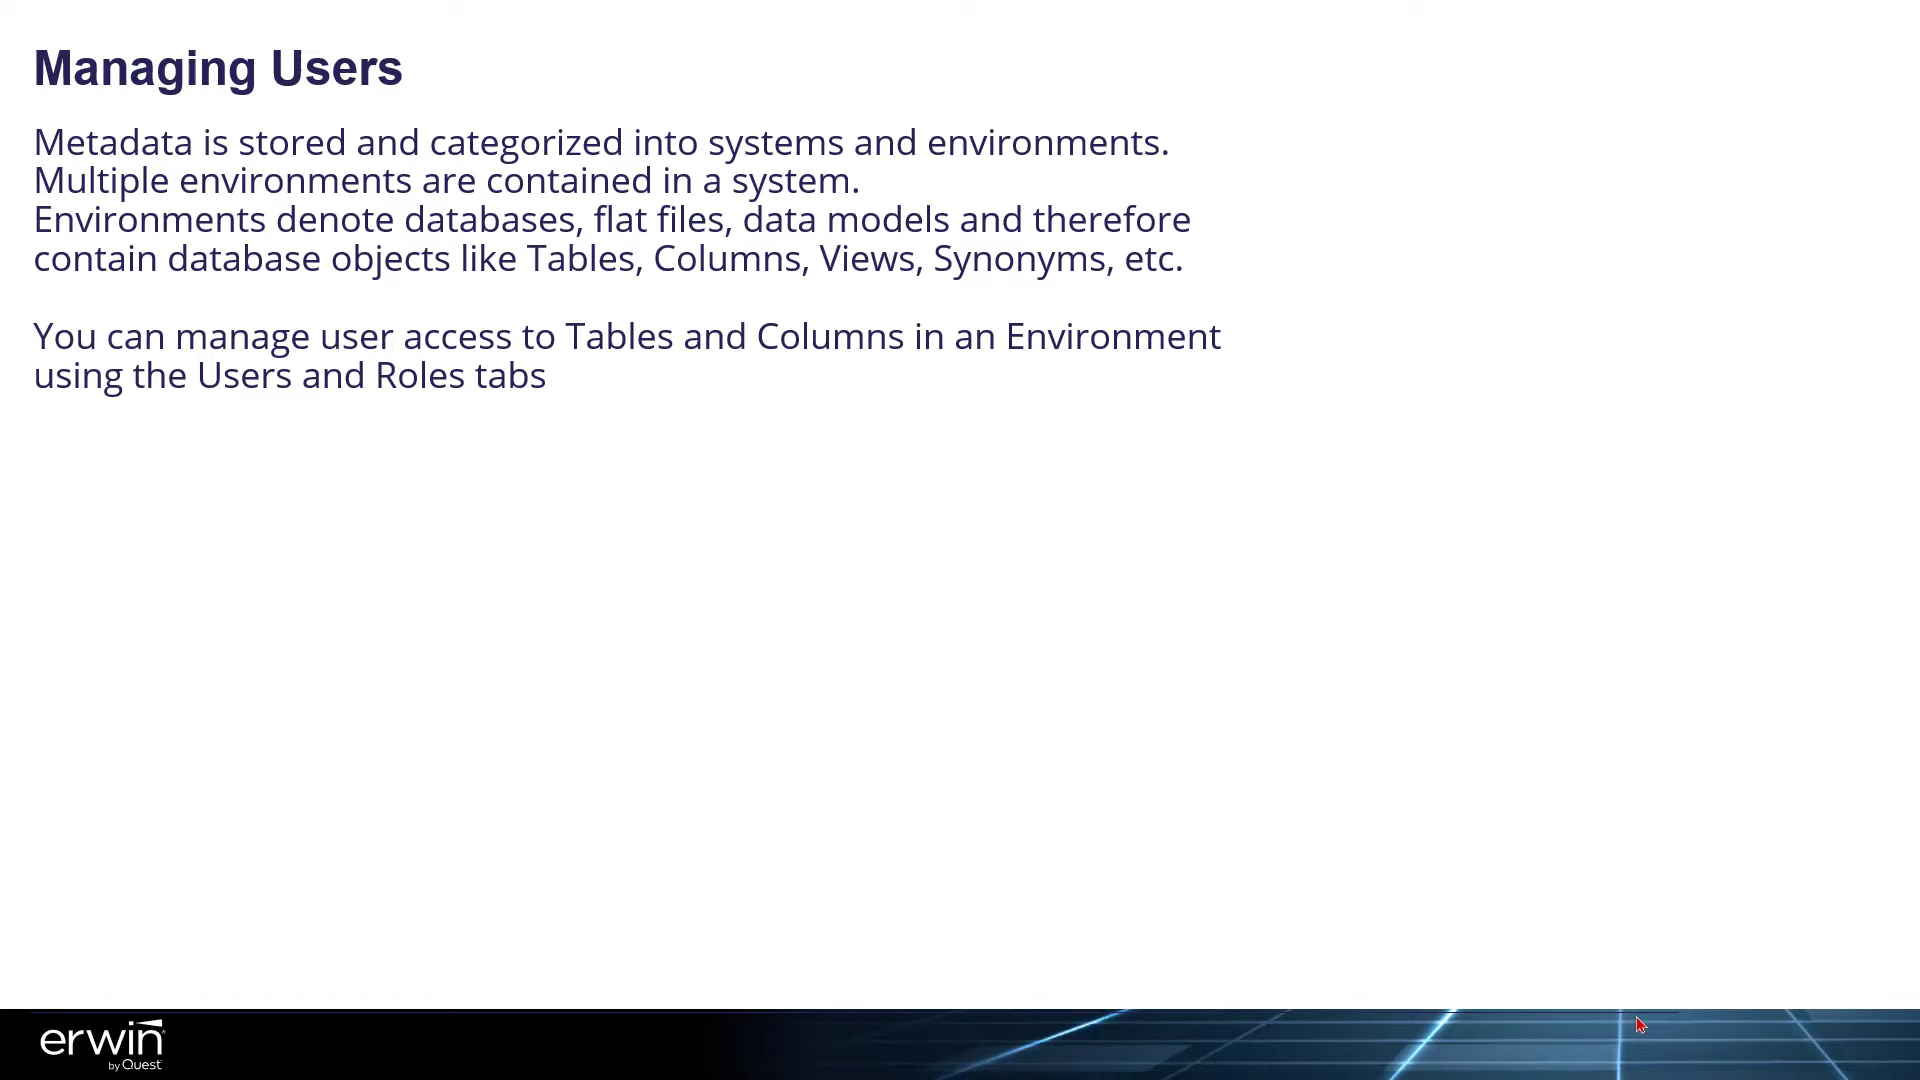 Managing Users
Metadata is stored and categorized into systems and environments.
Multiple environments are contained in a system.
Environments denote databases, flat files, data models and therefore
contain database objects like Tables, Columns, Views, Synonyms, etc.
You can manage user access to Tables and Columns in an Environment
using the Users and Roles tabs
erwin
by Quest